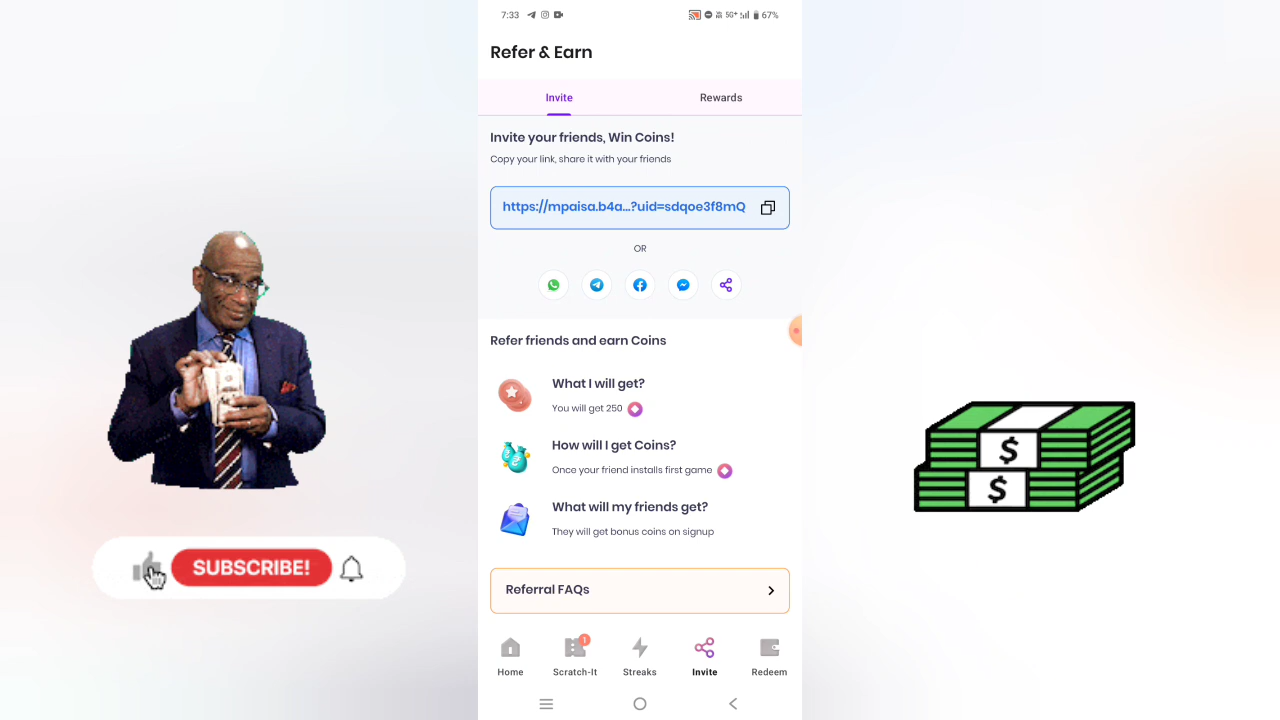 7:33
5G+ 67%
Refer & Earn
Invite
Rewards
Invite your friends, Win Coins!
Copy your link, share it with your friends
https://mpaisa.b4a...?uid=sdqoe3f8mQ
OR
Refer friends and earn Coins
What I will get?
You will get 250
How will I get Coins?
Once your friend installs first game
What will my friends get?
They will get bonus coins on signup
Referral FAQs
1
Home
Scratch-It
Streaks
Invite
Redeem
SUBSCRIBE!
$
$